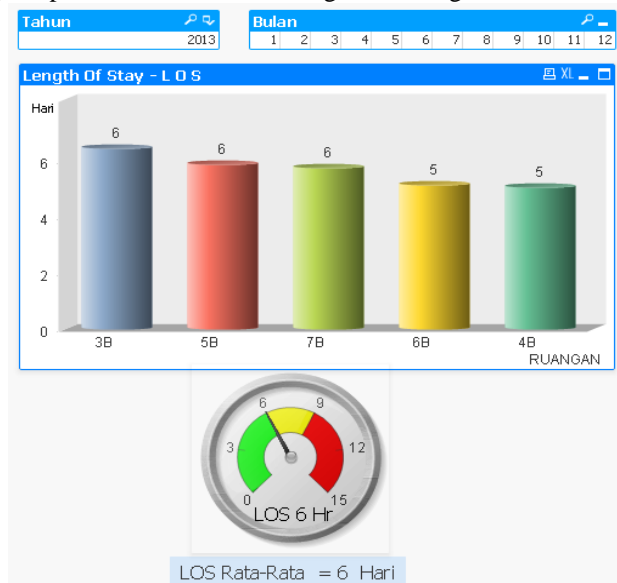 Tahun
2013
Bulan
1 2 3 4 5 6 7 8 9 10 11 12
Length Of Stay - L O S
XL
Hari
6
4
2
0
6
6
6
5
5
3B 5B 7B 6B 4B
RUANGAN
6 9
3 12
0 15
LOS 6 Hr
LOS Rata-Rata = 6 Hari